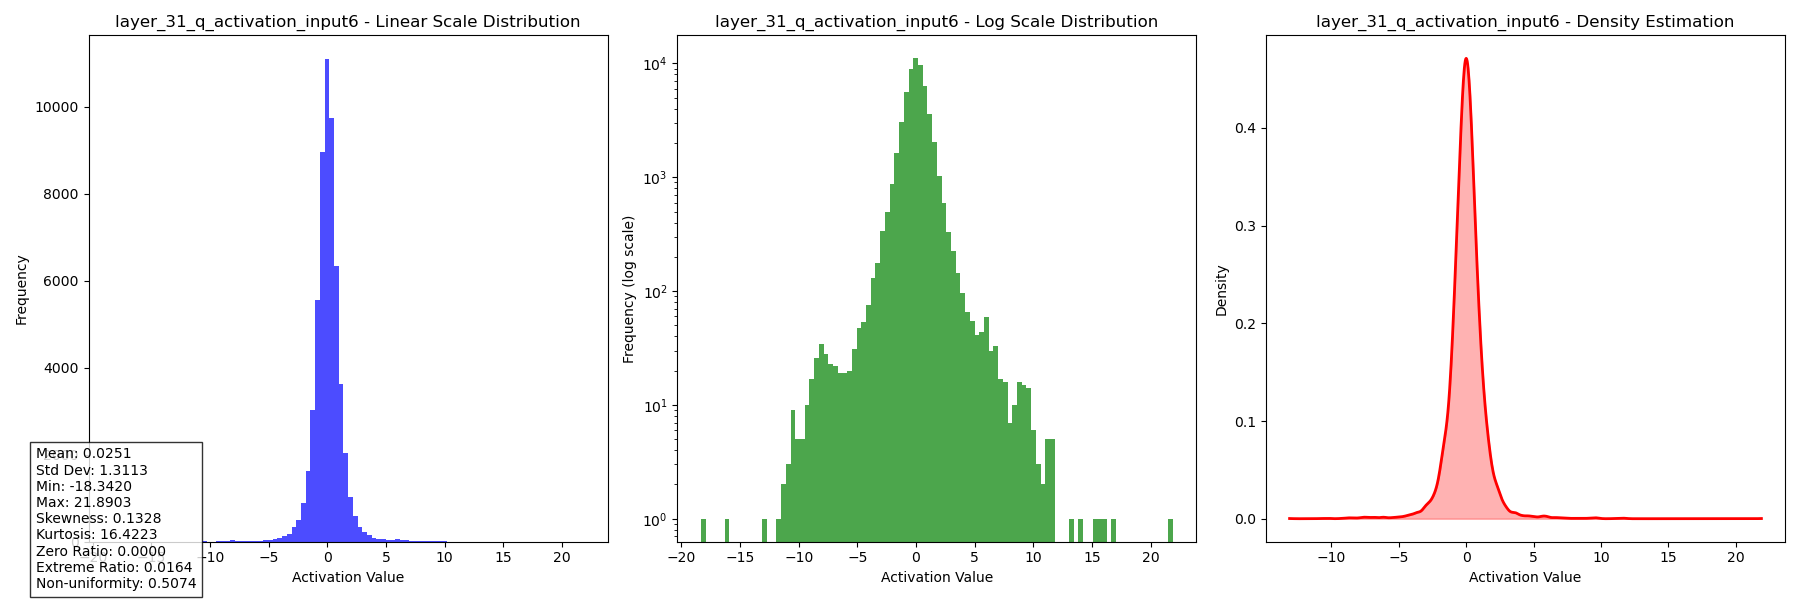 layer_31_q_activation_input6 - Linear Scale Distribution
Frequency
10000
8000
6000
4000
0
−10 −5 0 5 10 15 20
Activation Value
Mean: 0.0251
Std Dev: 1.3113
Min: -18.3420
Max: 21.8903
Skewness: 0.1328
Kurtosis: 16.4223
Zero Ratio: 0.0000
Extreme Ratio: 0.0164
Non-uniformity: 0.5074
layer_31_q_activation_input6 - Log Scale Distribution
Frequency (log scale)
10⁴
10³
10²
10¹
10⁰
−20 −15 −10 −5 0 5 10 15 20
Activation Value
layer_31_q_activation_input6 - Density Estimation
Density
0.4
0.3
0.2
0.1
0.0
−10 −5 0 5 10 15 20
Activation Value